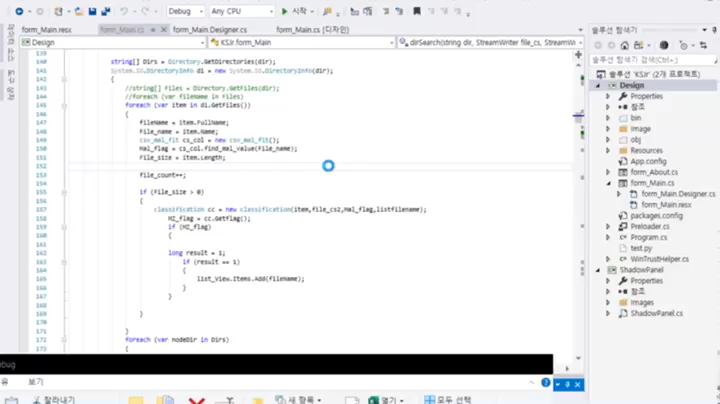 Debug
Any CPU
시작
form_Main.resx
form_Main.cs
form_Main.Designer.cs
form_Main.cs [디자인]
Design
KSJr.form_Main
dirSearch(string dir, StreamWriter file_cs, StreamWr
139
140 string[] Dirs = Directory.GetDirectories(dir);
141 System.IO.DirectoryInfo di = new System.IO.DirectoryInfo(dir);
142 {
143 //string[] Files = Directory.GetFiles(dir);
144 //foreach (var fileName in Files)
145 foreach (var item in di.GetFiles())
146 {
147 fileName = item.FullName;
148 File_name = item.Name;
149 csv_mal_fit cs_col = new csv_mal_fit();
150 Mal_flag = cs_col.find_mal_value(File_name);
151 file_size = item.Length;
152
153 file_count++;
154
155 if (File_size > 0)
156 {
157 classification cc = new classification(item,file_cs2,Mal_flag,listfilename);
158 MZ_flag = cc.Getflag();
159 if (MZ_flag)
160 {
161
162 long result = 1;
163 if (result == 1)
164 {
165 list_View.Items.Add(fileName);
166 }
167 }
168
169 }
170
171 }
172 foreach (var nodeDir in Dirs)
173 {
솔루션 탐색기
솔루션 탐색기 검색(Ctrl+;)
솔루션 'KSJr' (2개 프로젝트)
Design
Properties
참조
bin
Image
obj
Resources
App.config
form_About.cs
form_Main.cs
form_Main.Designer.cs
form_Main.resx
packages.config
Preloader.cs
Program.cs
test.py
WinTrustHelper.cs
ShadowPanel
Properties
참조
Images
ShadowPanel.cs
ebug
유
보기
잘라내기
새 항목
열기
모두 선택